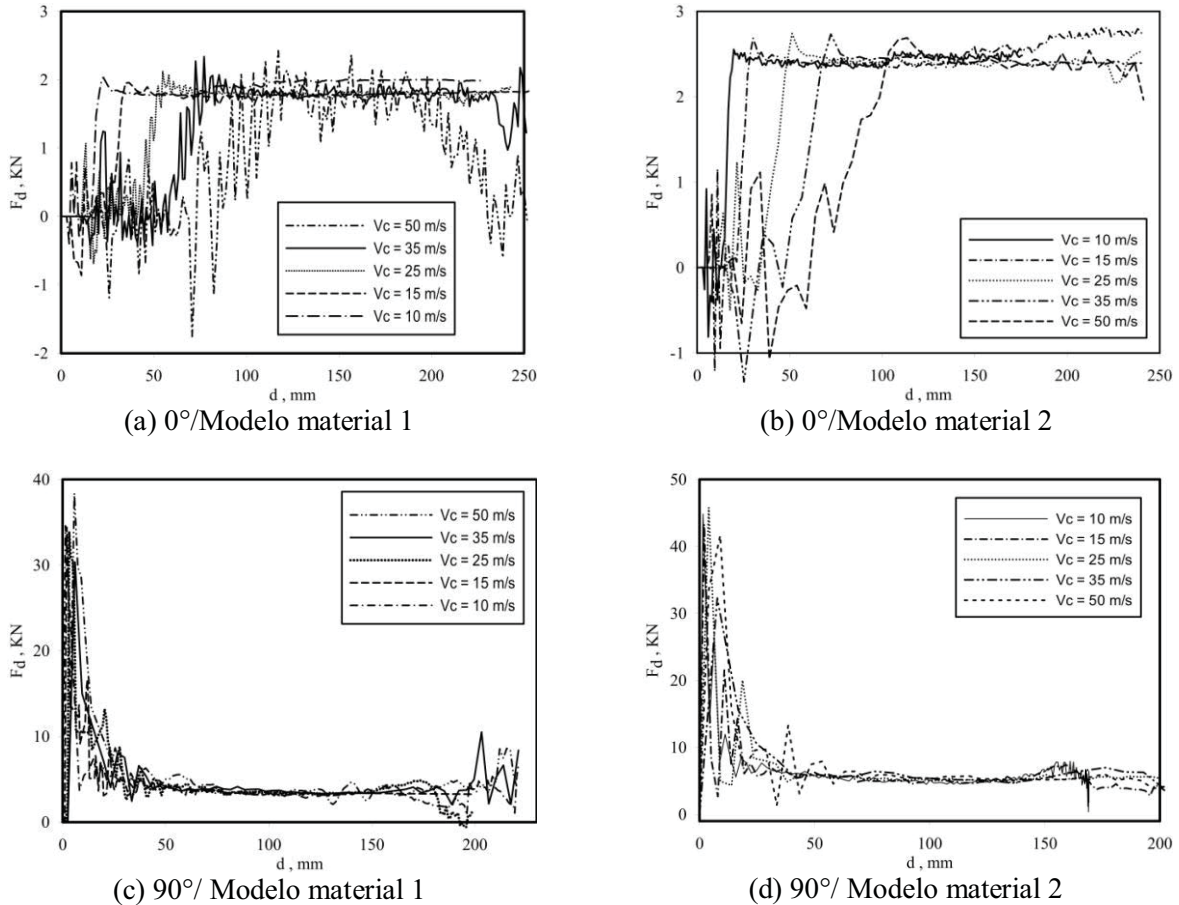 3
2
1
0
-1
-2
F_d , KN
Vc = 50 m/s
Vc = 35 m/s
Vc = 25 m/s
Vc = 15 m/s
Vc = 10 m/s
0 50 100 150 200 250
d , mm
(a) 0°/Modelo material 1
3
2
1
0
-1
F_d , KN
Vc = 10 m/s
Vc = 15 m/s
Vc = 25 m/s
Vc = 35 m/s
Vc = 50 m/s
0 50 100 150 200 250
d , mm
(b) 0°/Modelo material 2
40
30
20
10
0
F_d , KN
Vc = 50 m/s
Vc = 35 m/s
Vc = 25 m/s
Vc = 15 m/s
Vc = 10 m/s
0 50 100 150 200
d , mm
(c) 90°/ Modelo material 1
50
40
30
20
10
0
F_d , KN
Vc = 10 m/s
Vc = 15 m/s
Vc = 25 m/s
Vc = 35 m/s
Vc = 50 m/s
0 50 100 150 200
d , mm
(d) 90°/ Modelo material 2